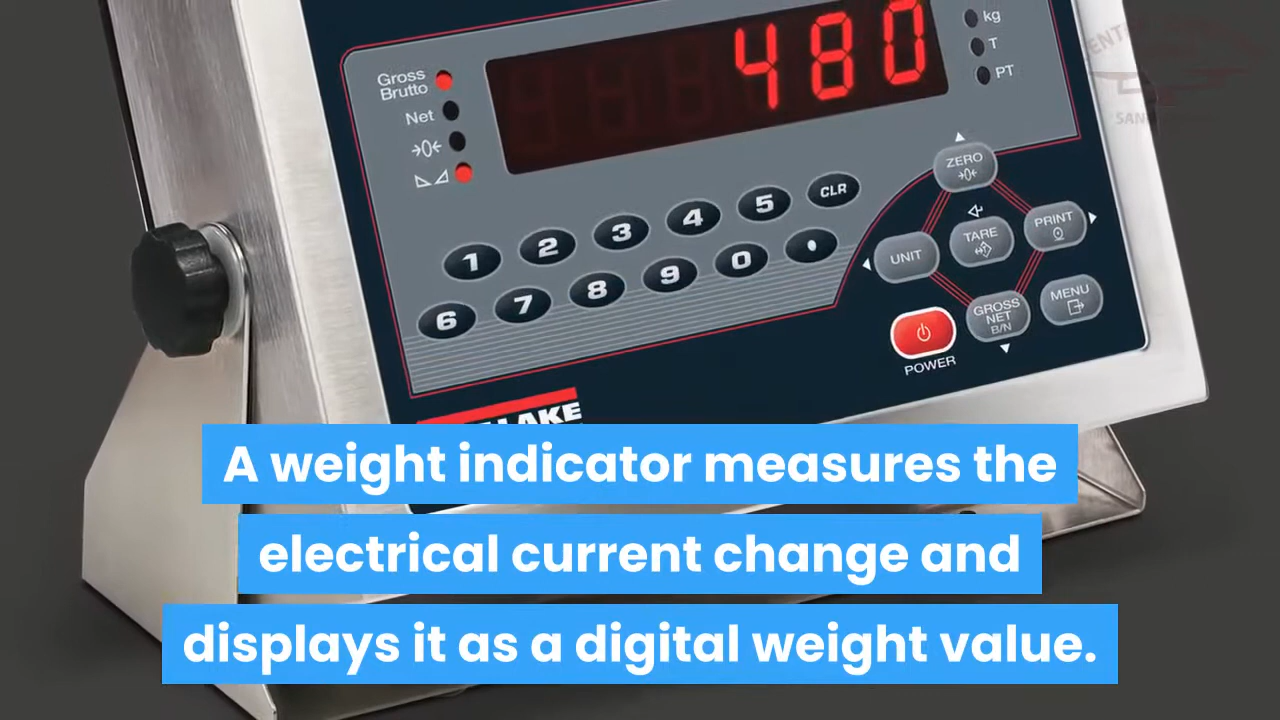 480
kg
T
PT
Gross
Brutto
Net
→0←
1 2 3 4 5 CLR
6 7 8 9 0 .
ZERO
→0←
UNIT
TARE
PRINT
GROSS
NET
B/N
MENU
POWER
LAKE
A weight indicator measures the
electrical current change and
displays it as a digital weight value.